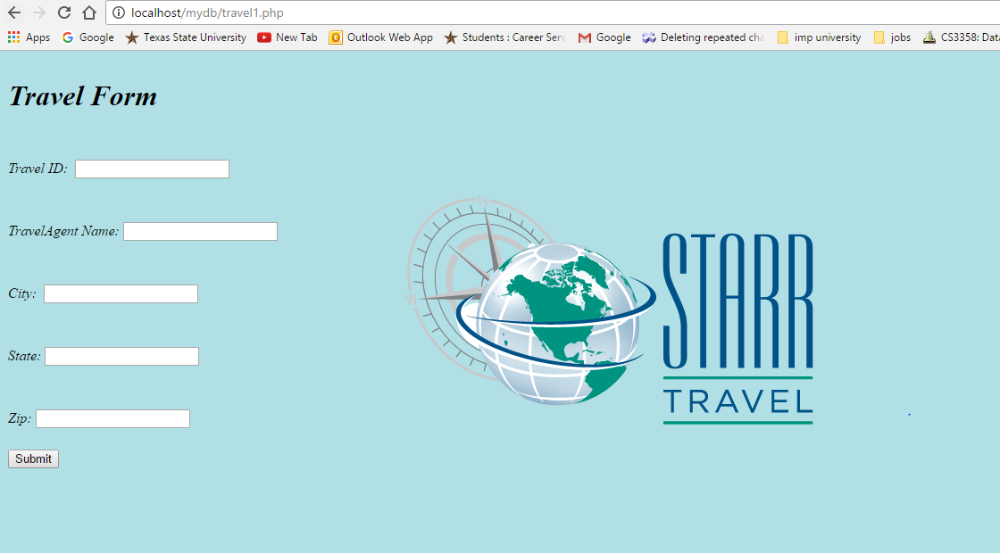 localhost/mydb/travel1.php
Apps Google Texas State University New Tab Outlook Web App Students : Career Serv Google Deleting repeated cha imp university jobs CS3358: Data
Travel Form
Travel ID:
TravelAgent Name:
City:
State:
Zip:
Submit
N
W
STARR
TRAVEL